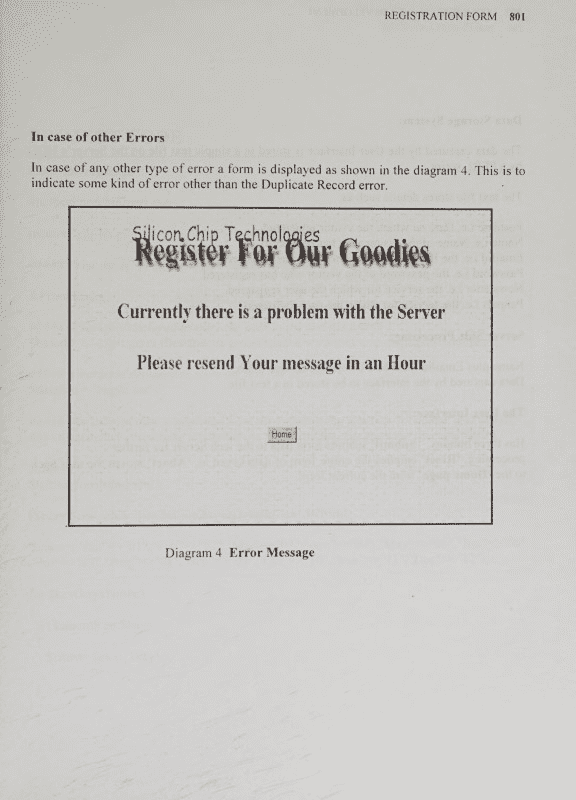 REGISTRATION FORM 801
In case of other Errors
In case of any other type of error a form is displayed as shown in the diagram 4. This is to
indicate some kind of error other than the Duplicate Record error.
Silicon Chip Technologies
Register For Our Goodies
Currently there is a problem with the Server
Please resend Your message in an Hour
Home
Diagram 4 Error Message